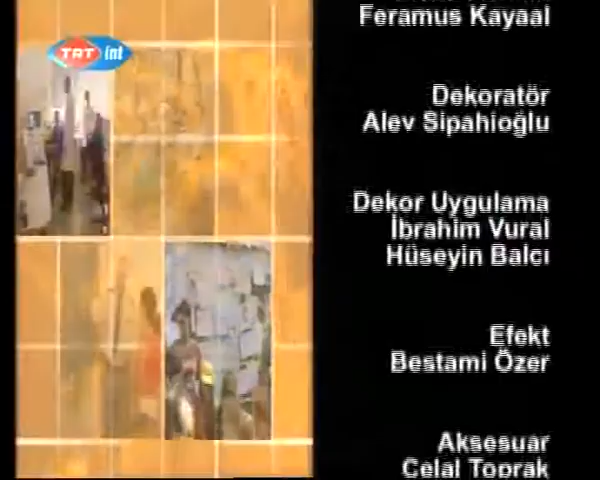 Feramus Kayaal
TRT int
Dekoratör
Alev Sipahioğlu
Dekor Uygulama
İbrahim Vural
Hüseyin Balcı
Efekt
Bestami Özer
Aksesuar
Celal Toprak